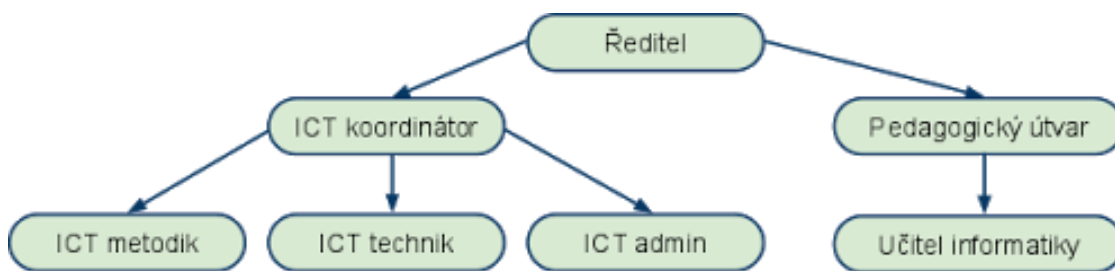 Ředitel
ICT koordinátor
Pedagogický útvar
ICT metodik
ICT technik
ICT admin
Učitel informatiky